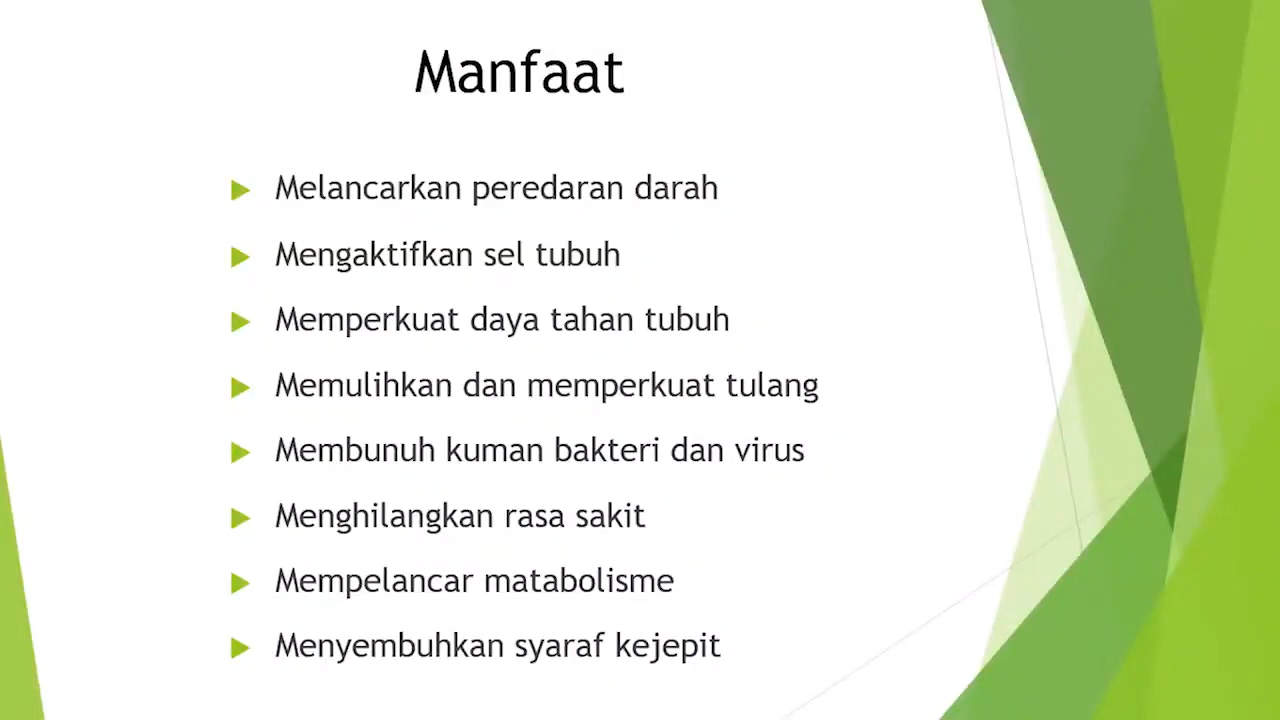 Manfaat
Melancarkan peredaran darah
Mengaktifkan sel tubuh
Memperkuat daya tahan tubuh
Memulihkan dan memperkuat tulang
Membunuh kuman bakteri dan virus
Menghilangkan rasa sakit
Mempelancar matabolisme
Menyembuhkan syaraf kejepit